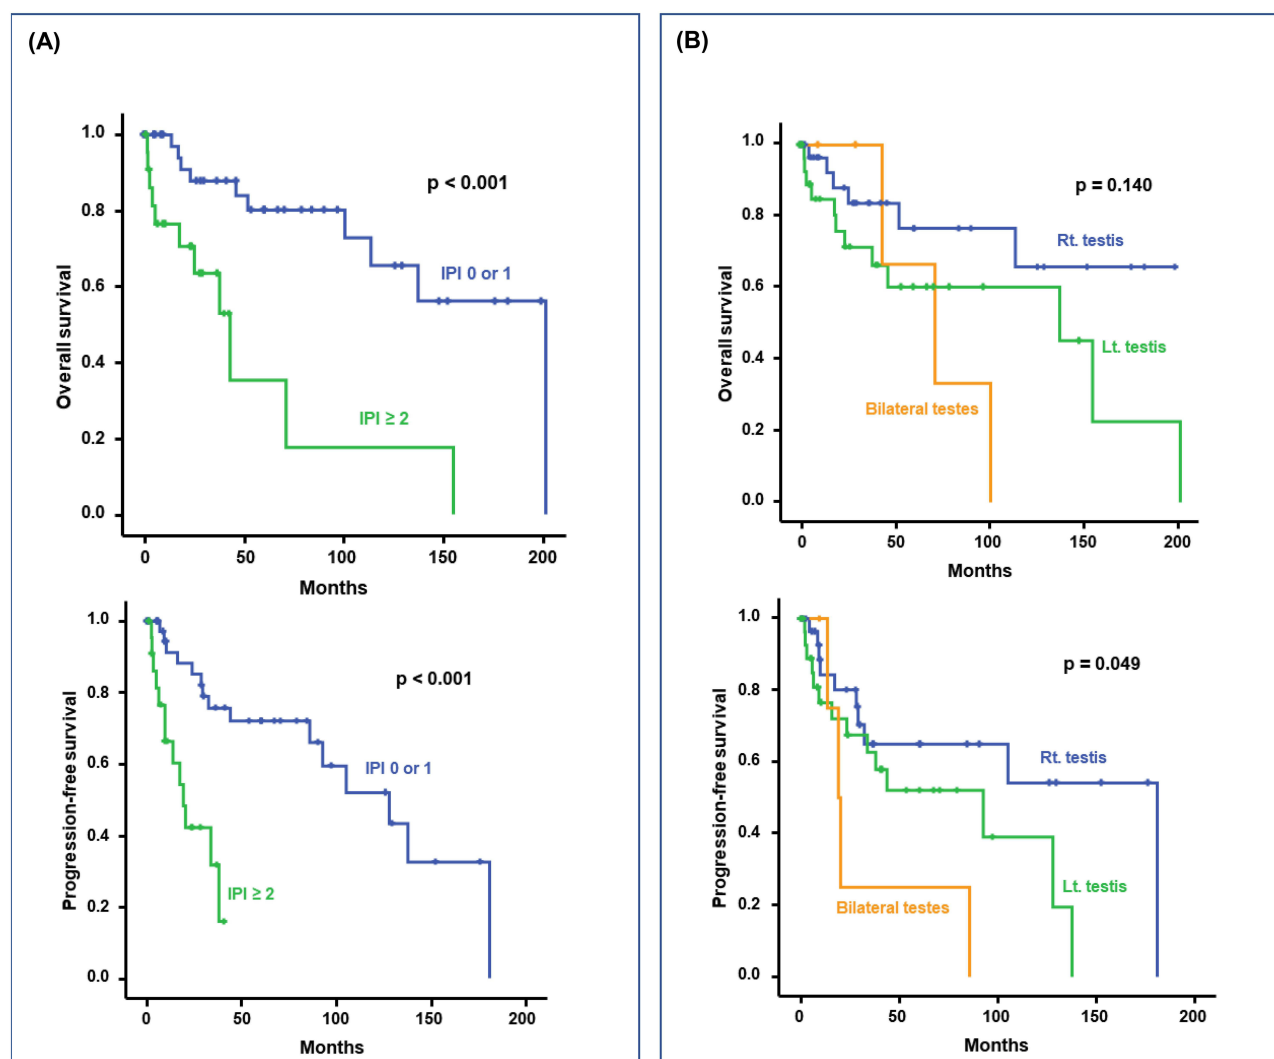 (A)
1.0
0.8
0.6
0.4
0.2
0.0
Overall survival
p < 0.001
IPI 0 or 1
IPI ≥ 2
0 50 100 150 200
Months
1.0
0.8
0.6
0.4
0.2
0.0
Progression-free survival
p < 0.001
IPI 0 or 1
IPI ≥ 2
0 50 100 150 200
Months
(B)
1.0
0.8
0.6
0.4
0.2
0.0
Overall survival
p = 0.140
Rt. testis
Lt. testis
Bilateral testes
0 50 100 150 200
Months
1.0
0.8
0.6
0.4
0.2
0.0
Progression-free survival
p = 0.049
Rt. testis
Lt. testis
Bilateral testes
0 50 100 150 200
Months